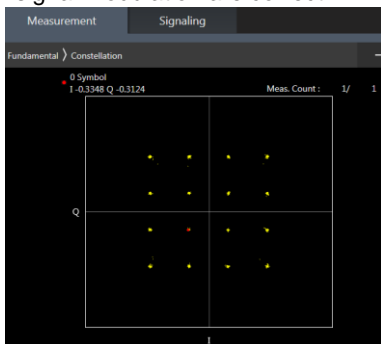 Measurement Signaling
Fundamental 〉 Constellation
* 0 Symbol
I -0.3348 Q -0.3124 Meas. Count : 1/ 1
Q
I